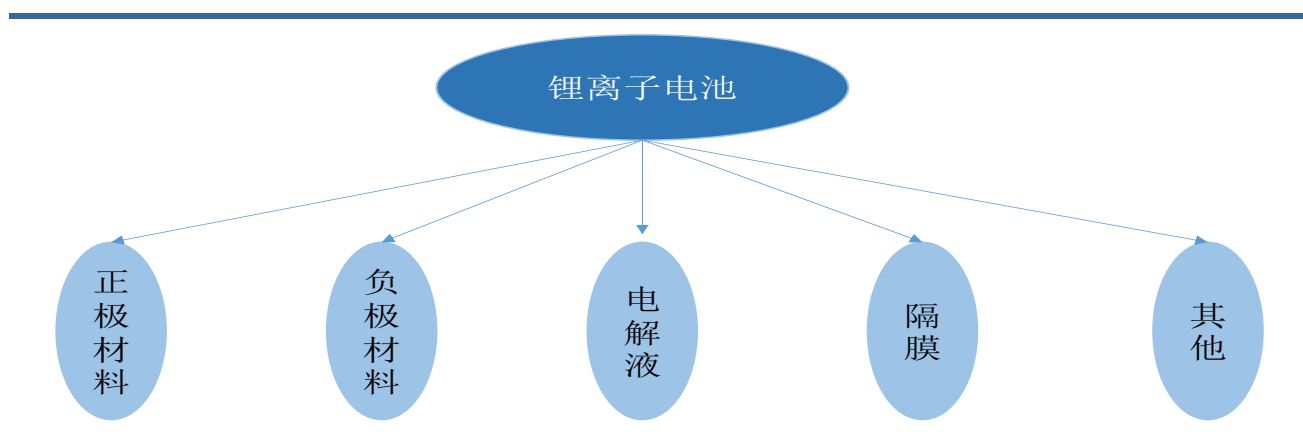 锂离子电池
正极材料
负极材料
电解液
隔膜
其他